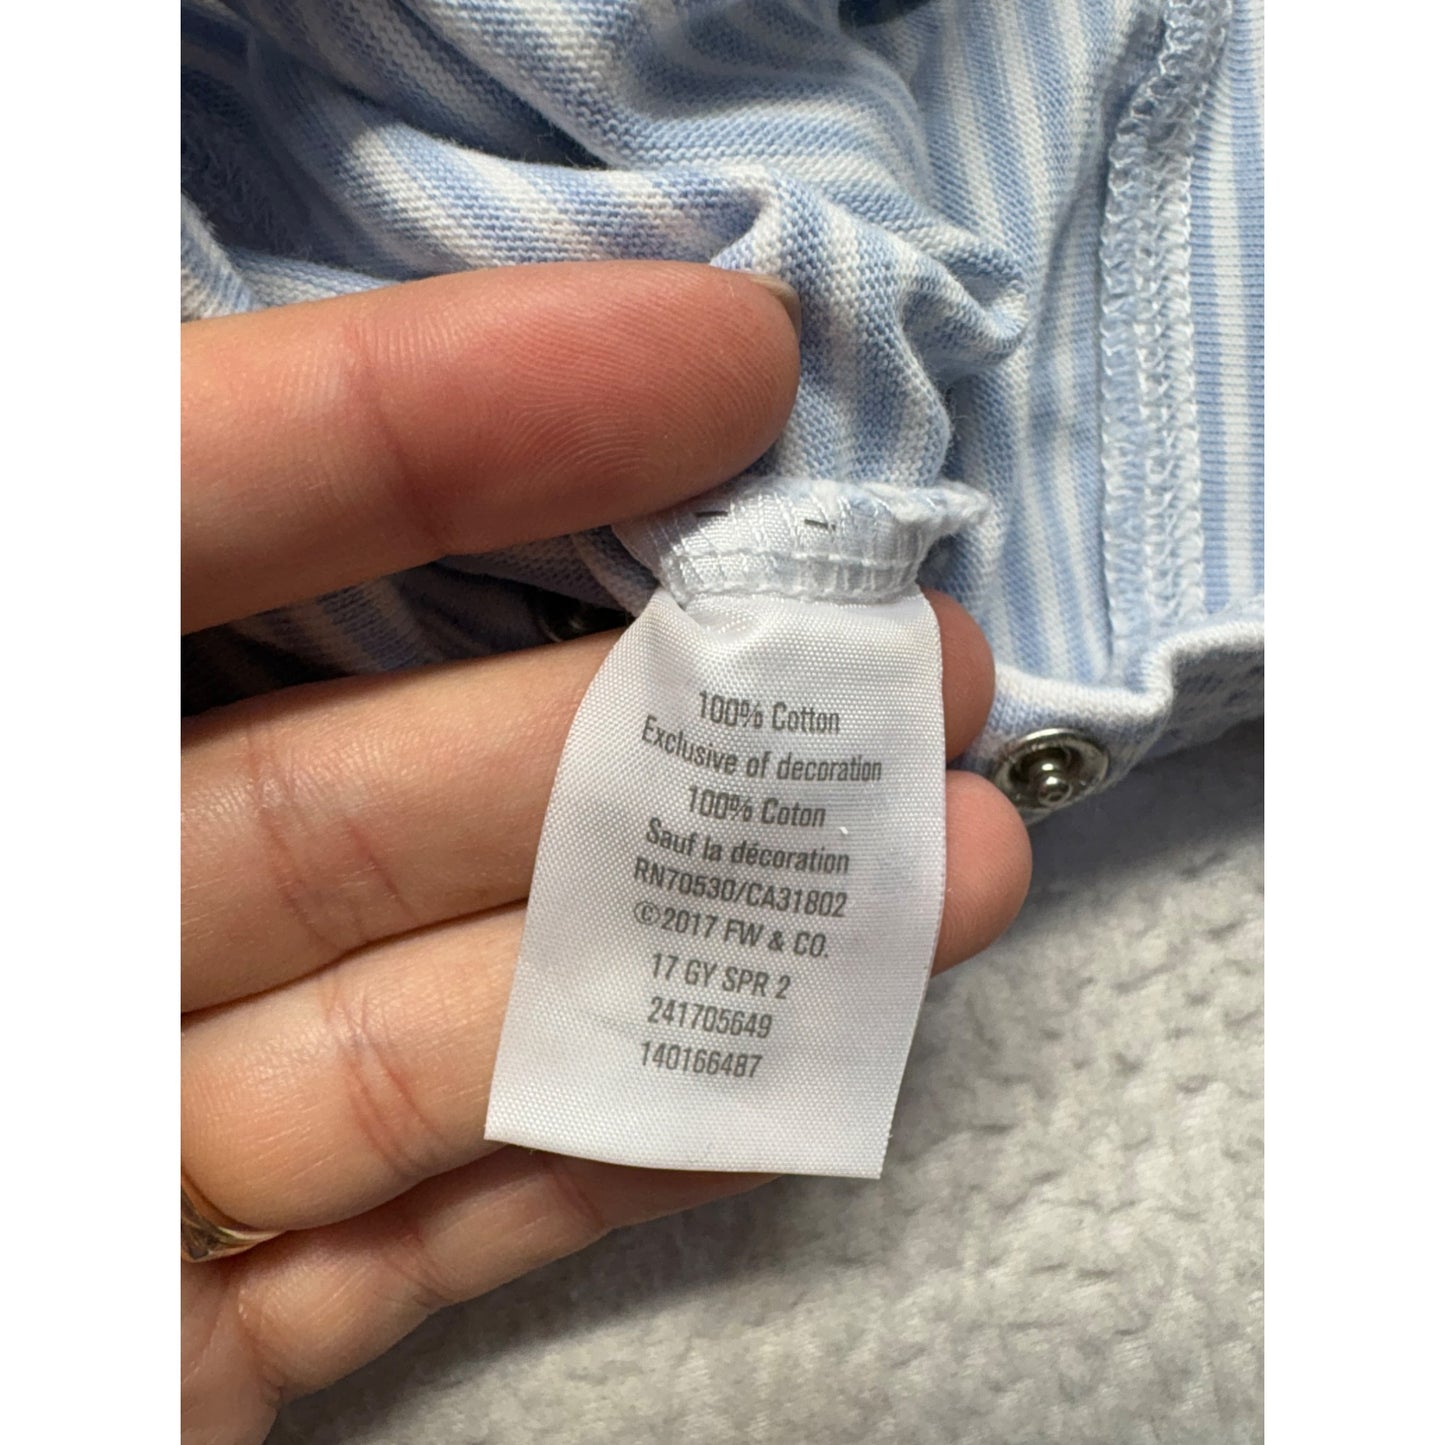 100% Cotton
Exclusive of decoration
100% Coton
Sauf la décoration
RN70530/CA31802
©2017 FW & CO.
17 GY SPR 2
241705649
140166487